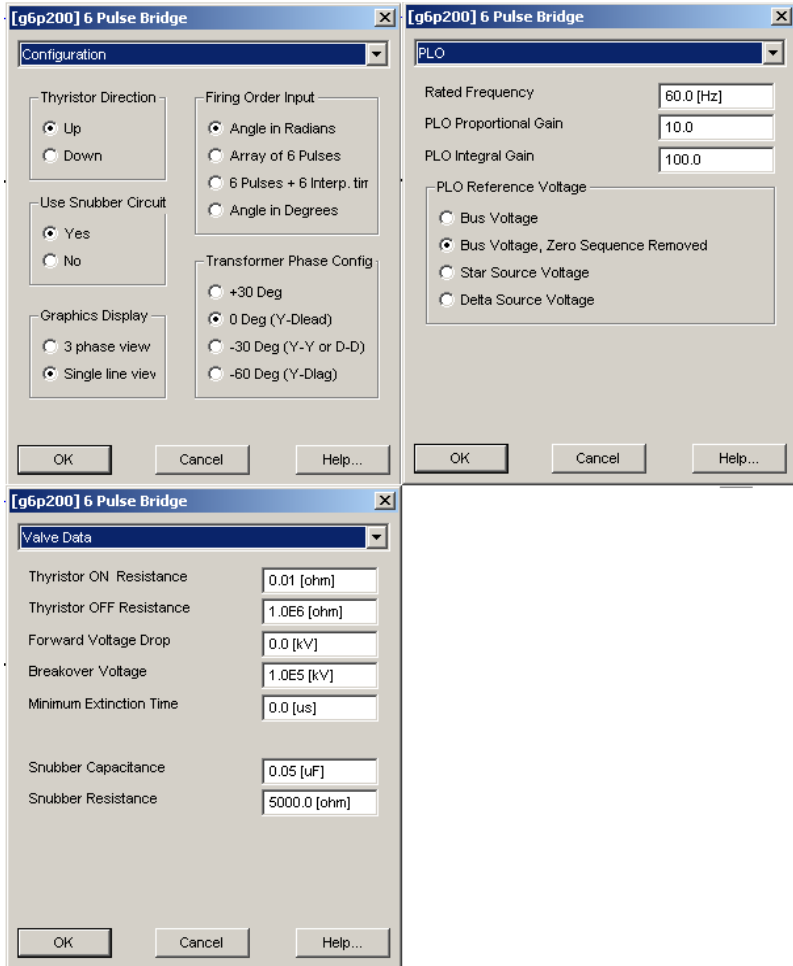 [g6p200] 6 Pulse Bridge
Configuration
Thyristor Direction
Up
Down
Use Snubber Circuit
Yes
No
Graphics Display
3 phase view
Single line view
Firing Order Input
Angle in Radians
Array of 6 Pulses
6 Pulses + 6 Interp. tim
Angle in Degrees
Transformer Phase Config
+30 Deg
0 Deg (Y-Dlead)
-30 Deg (Y-Y or D-D)
-60 Deg (Y-Dlag)
OK Cancel Help...
[g6p200] 6 Pulse Bridge
PLO
Rated Frequency 60.0 [Hz]
PLO Proportional Gain 10.0
PLO Integral Gain 100.0
PLO Reference Voltage
Bus Voltage
Bus Voltage, Zero Sequence Removed
Star Source Voltage
Delta Source Voltage
OK Cancel Help...
[g6p200] 6 Pulse Bridge
Valve Data
Thyristor ON Resistance 0.01 [ohm]
Thyristor OFF Resistance 1.0E6 [ohm]
Forward Voltage Drop 0.0 [kV]
Breakover Voltage 1.0E5 [kV]
Minimum Extinction Time 0.0 [us]
Snubber Capacitance 0.05 [uF]
Snubber Resistance 5000.0 [ohm]
OK Cancel Help...